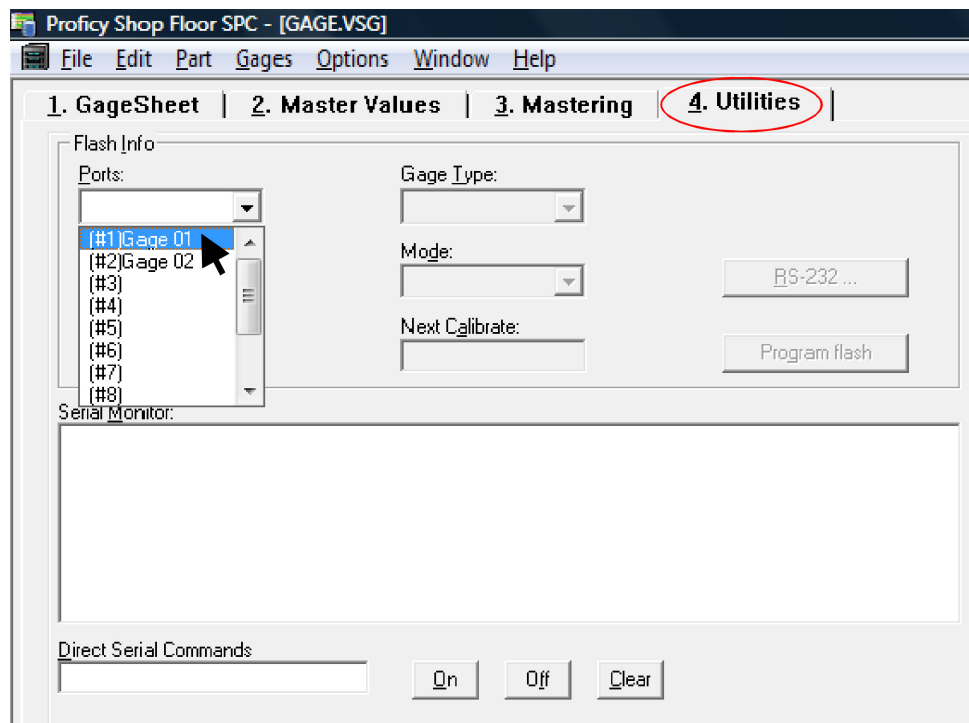 Proficy Shop Floor SPC - [GAGE.VSG]
File Edit Part Gages Options Window Help
1. GageSheet | 2. Master Values | 3. Mastering 4. Utilities
Flash Info
Ports: Gage Type:
(#1)Gage 01
(#2)Gage 02 Mode:
(#3) RS-232 ...
(#4)
(#5) Next Calibrate:
(#6) Program flash
(#7)
(#8)
Serial Monitor:
Direct Serial Commands
On Off Clear